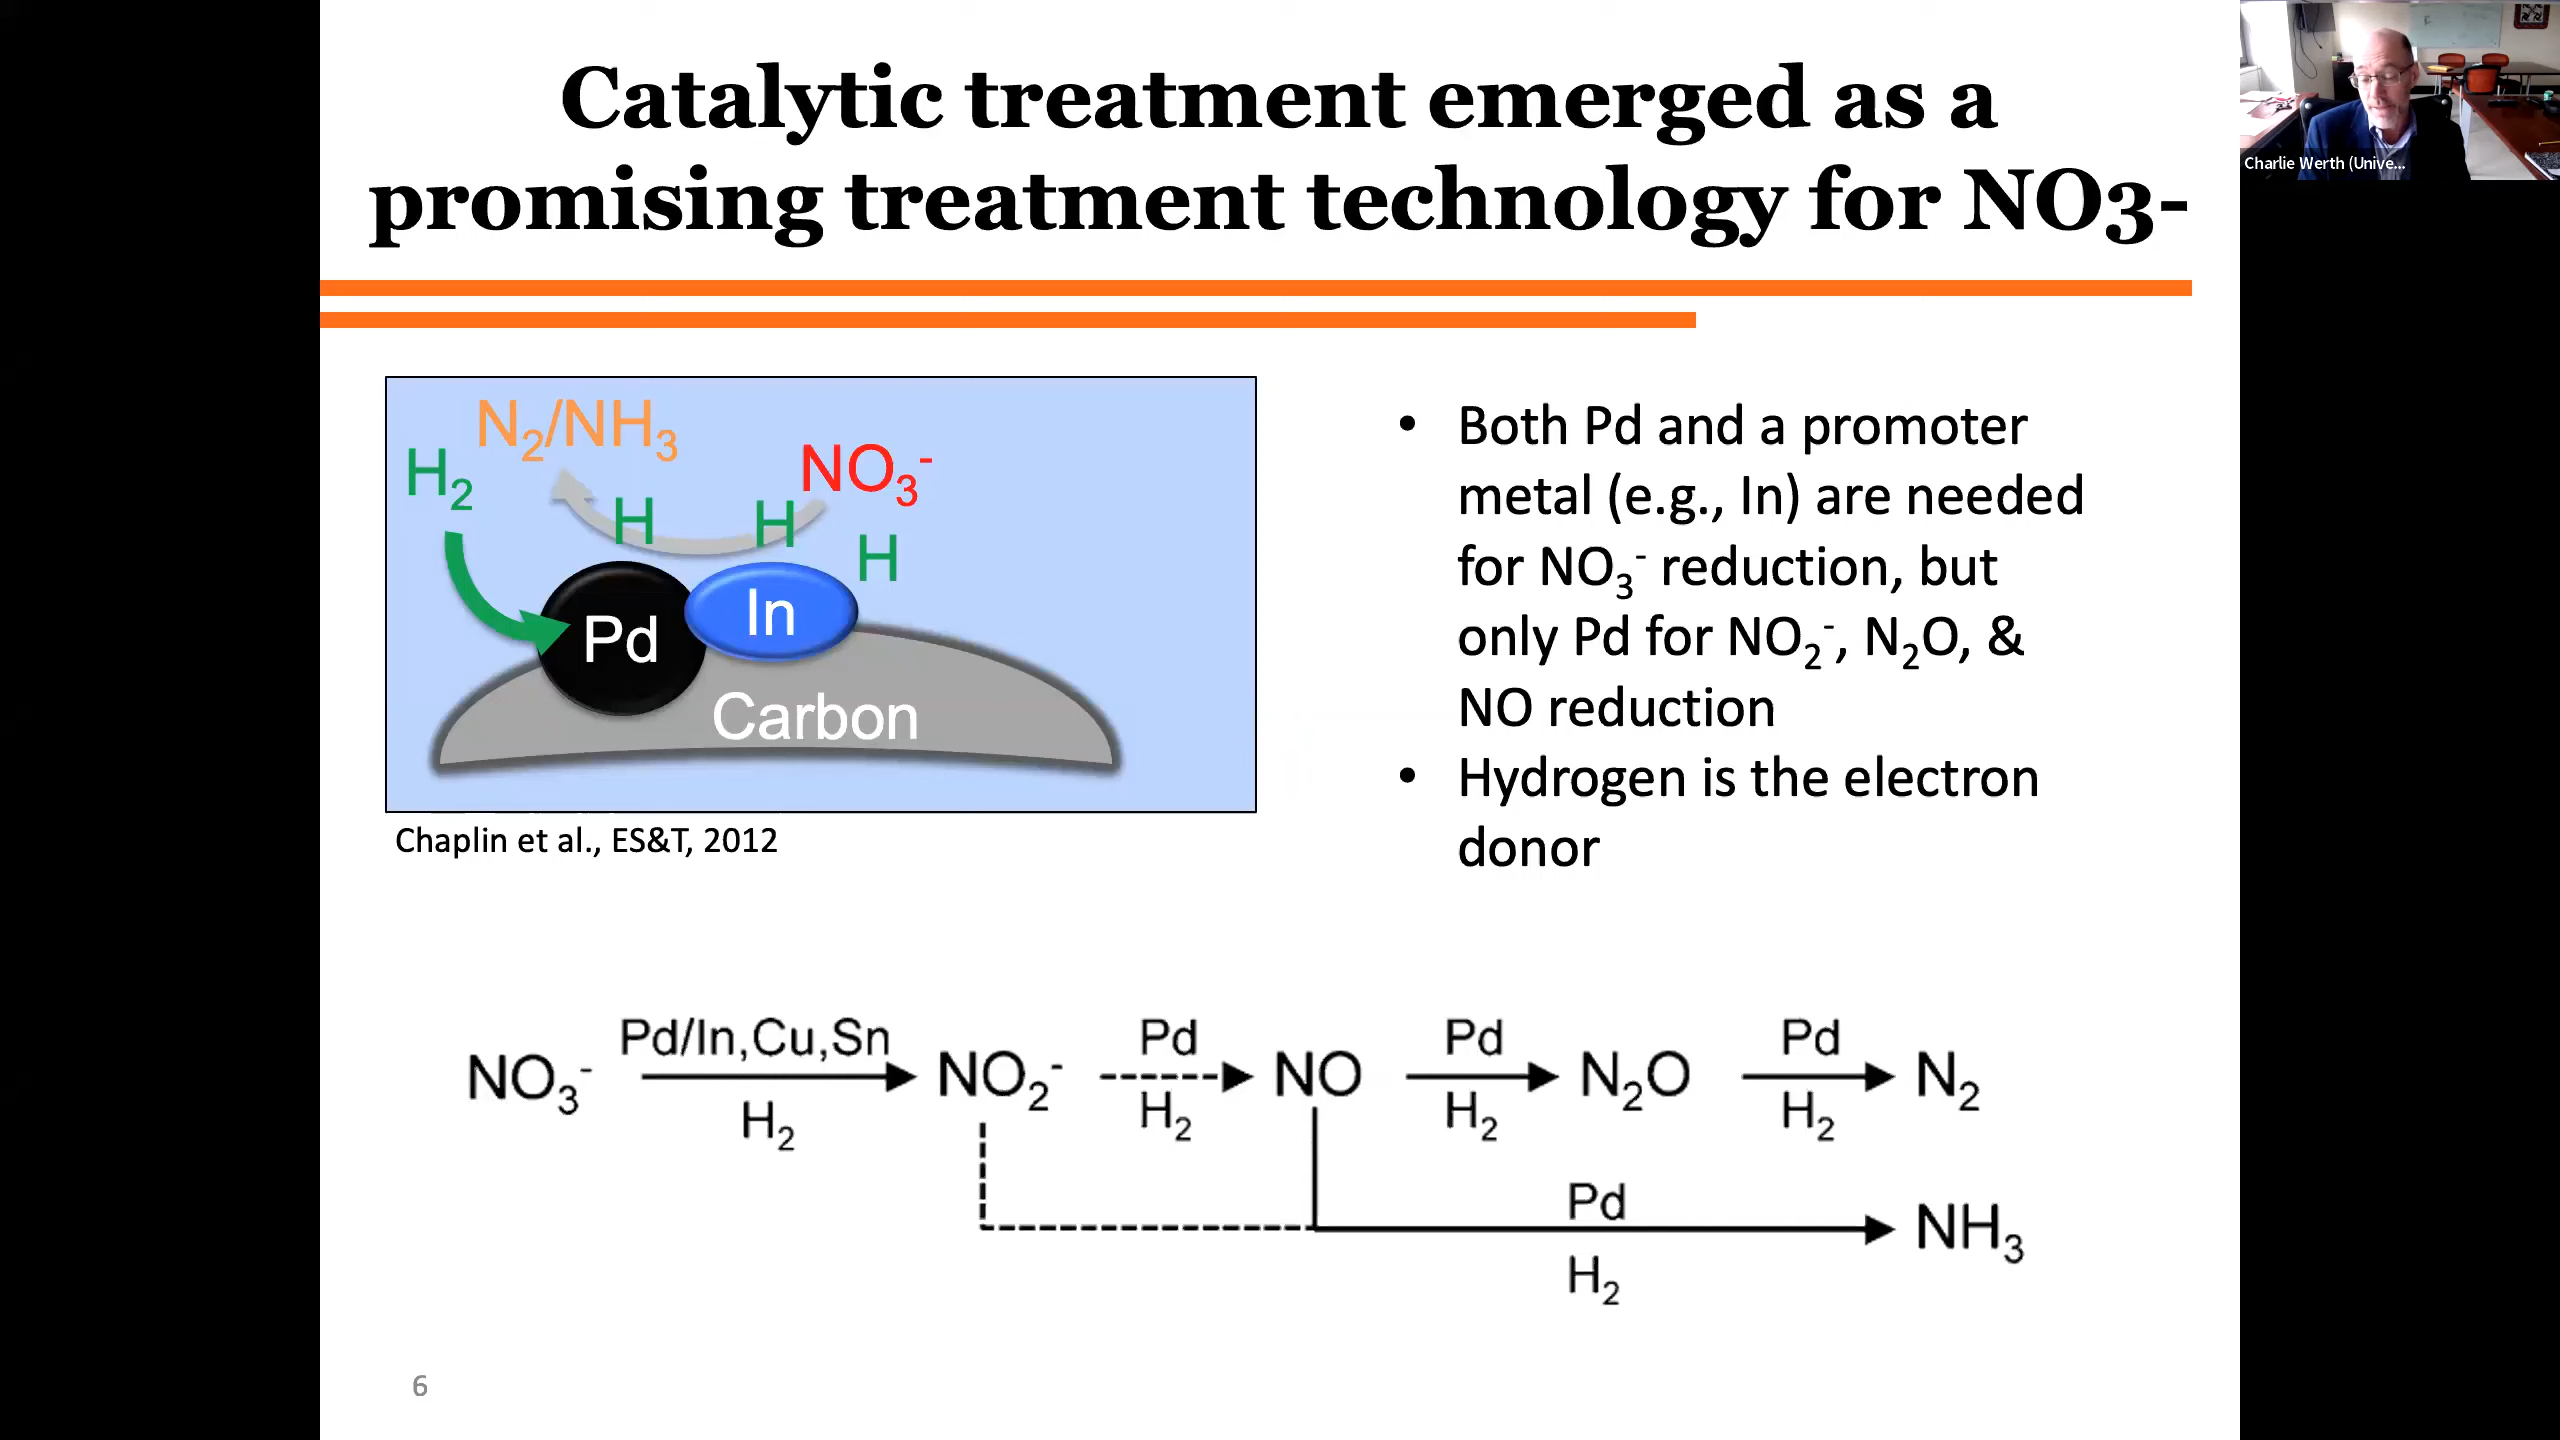 Catalytic treatment emerged as a
promising treatment technology for NO3-
Charlie Werth (Unive...
N₂/NH₃
H₂
NO₃⁻
H
H
H
Pd
In
Carbon
Chaplin et al., ES&T, 2012
• Both Pd and a promoter
metal (e.g., In) are needed
for NO₃⁻ reduction, but
only Pd for NO₂⁻, N₂O, &
NO reduction
• Hydrogen is the electron
donor
Pd/In,Cu,Sn
Pd
Pd
Pd
NO₃⁻
NO₂⁻
NO
N₂O
N₂
H₂
H₂
H₂
H₂
Pd
NH₃
H₂
6